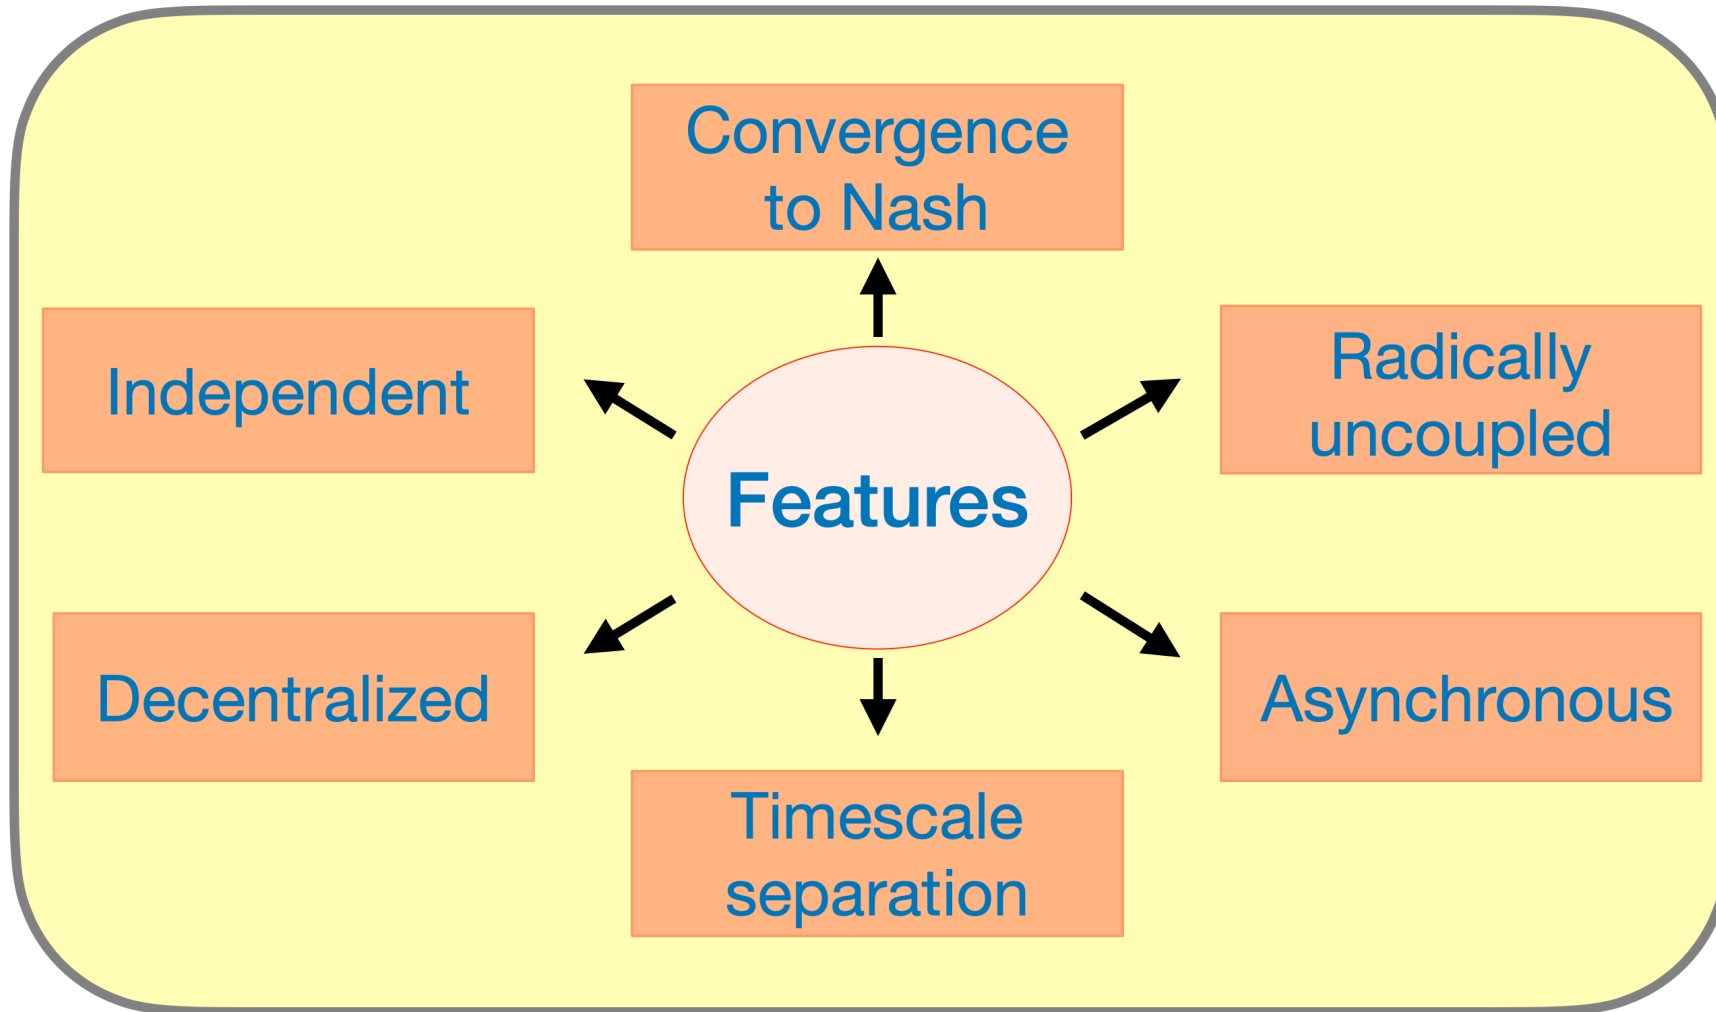 Convergence
to Nash
Independent
Radically
uncoupled
Features
Decentralized
Asynchronous
Timescale
separation